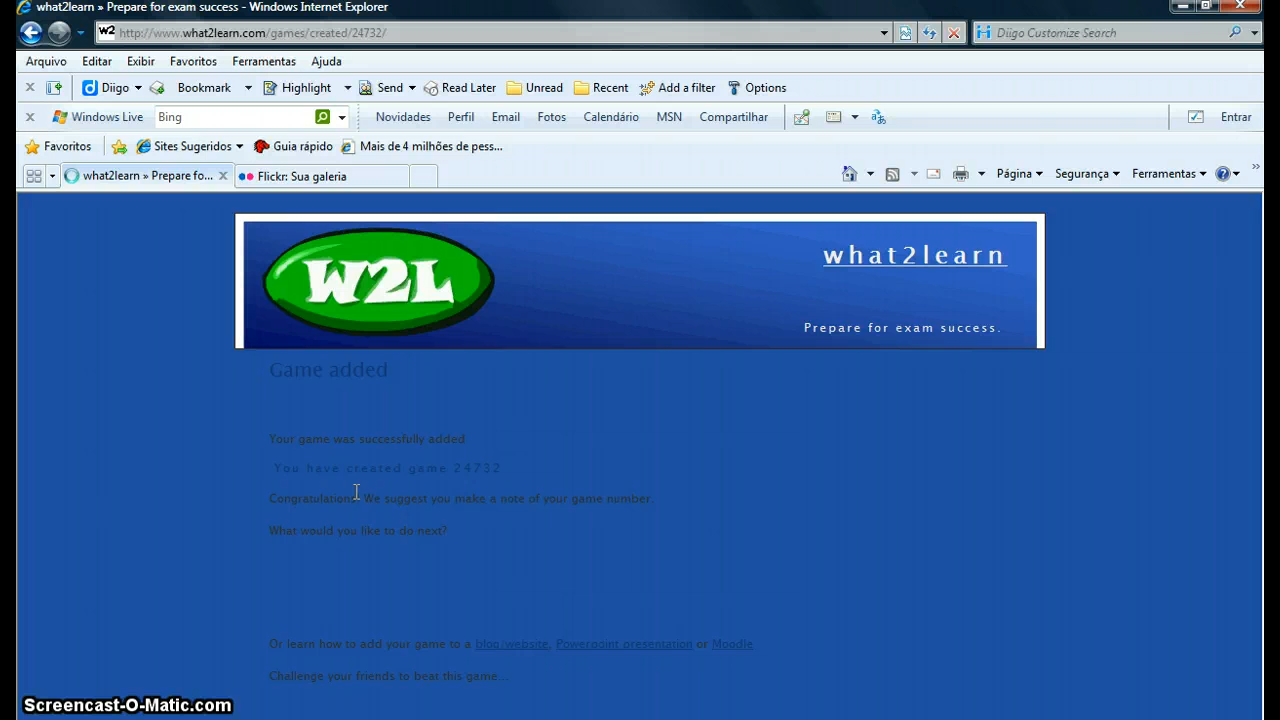 what2learn » Prepare for exam success - Windows Internet Explorer
W2 http://www.what2learn.com/games/created/24732/ Diigo Customize Search
Arquivo Editar Exibir Favoritos Ferramentas Ajuda
Diigo Bookmark Highlight Send Read Later Unread Recent Add a filter Options
Windows Live Bing Novidades Perfil Email Fotos Calendário MSN Compartilhar Entrar
Favoritos Sites Sugeridos Guia rápido Mais de 4 milhões de pess...
what2learn » Prepare fo... Flickr: Sua galeria Página Segurança Ferramentas
W2L
what2learn
Prepare for exam success.
Game added
Your game was successfully added
You have created game 24732
Congratulations! We suggest you make a note of your game number.
What would you like to do next?
Or learn how to add your game to a blog/website, Powerpoint presentation or Moodle
Challenge your friends to beat this game...
Screencast-O-Matic.com